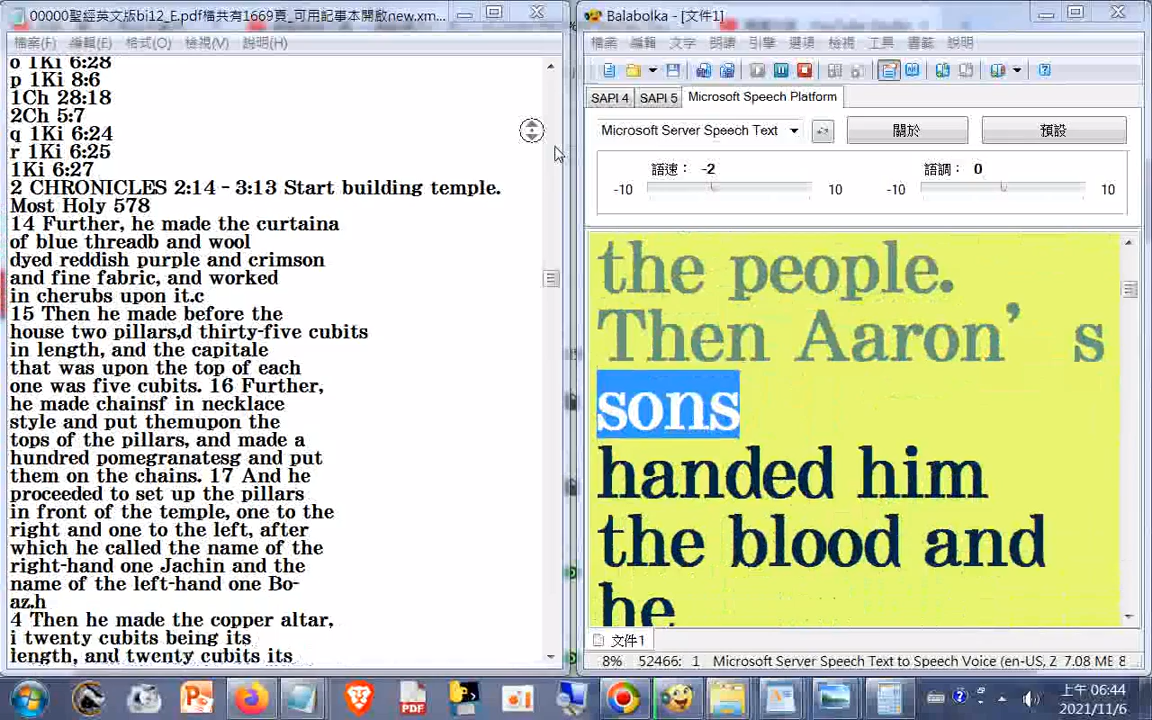 00000聖經英文版bi12_E.pdf檔共有1669頁_可用記事本開啟new.xm...
檔案(F) 編輯(E) 格式(O) 檢視(V) 說明(H)
o 1Ki 6:28
p 1Ki 8:6
1Ch 28:18
2Ch 5:7
q 1Ki 6:24
r 1Ki 6:25
1Ki 6:27
2 CHRONICLES 2:14 - 3:13 Start building temple.
Most Holy 578
14 Further, he made the curtaina
of blue threadb and wool
dyed reddish purple and crimson
and fine fabric, and worked
in cherubs upon it.c
15 Then he made before the
house two pillars,d thirty-five cubits
in length, and the capitale
that was upon the top of each
one was five cubits. 16 Further,
he made chainsf in necklace
style and put themupon the
tops of the pillars, and made a
hundred pomegranatesg and put
them on the chains. 17 And he
proceeded to set up the pillars
in front of the temple, one to the
right and one to the left, after
which he called the name of the
right-hand one Jachin and the
name of the left-hand one Bo-
az.h
4 Then he made the copper altar,
i twenty cubits being its
length, and twenty cubits its
Balabolka - [文件1]
檔案 編輯 文字 朗讀 引擎 選項 檢視 工具 書籤 說明
SAPI 4 SAPI 5 Microsoft Speech Platform
Microsoft Server Speech Text 關於 預設
語速： -2 語調： 0
-10 10 -10 10
the people.
Then Aaron’s
sons
handed him
the blood and
he
文件1
8% 52466: 1 Microsoft Server Speech Text to Speech Voice (en-US, Z 7.08 MB 8
PDF
上午 06:44
2021/11/6